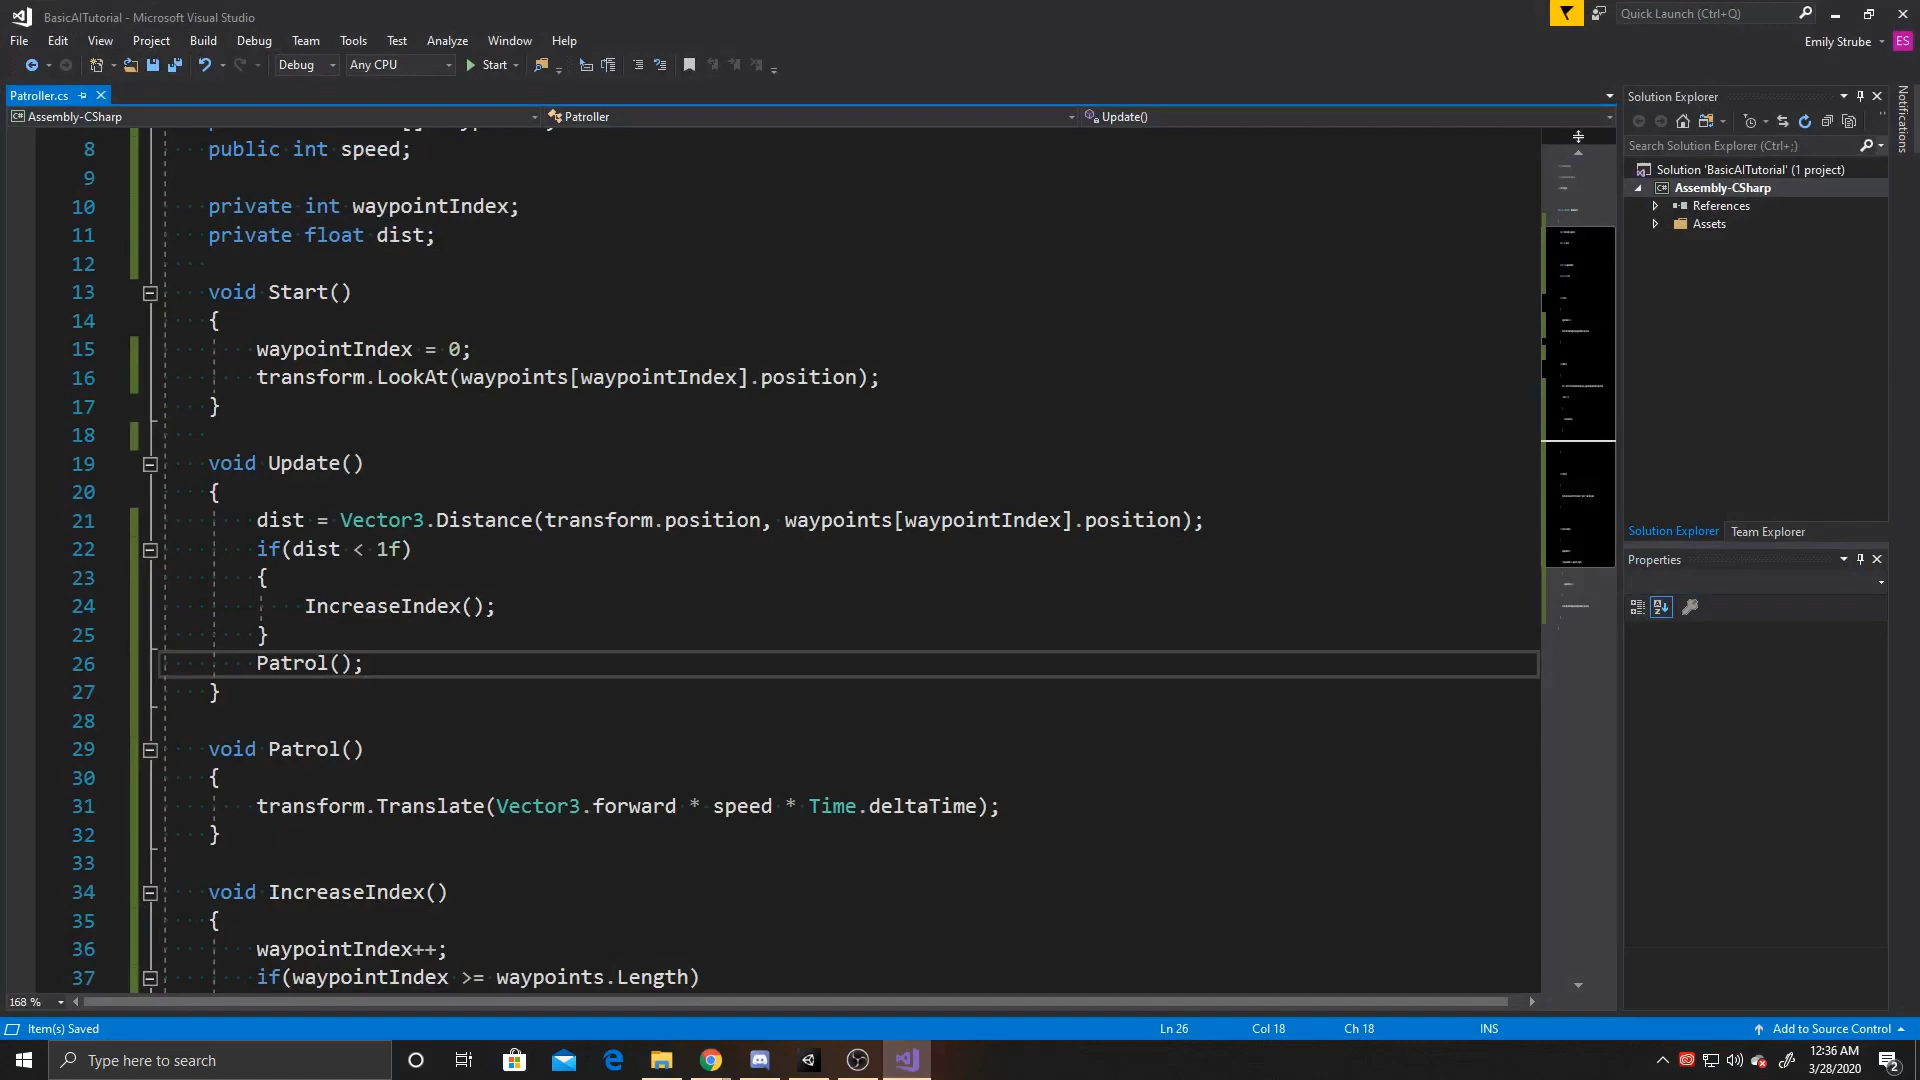 BasicAITutorial - Microsoft Visual Studio
Quick Launch (Ctrl+Q)
File Edit View Project Build Debug Team Tools Test Analyze Window Help
Emily Strube ES
Debug Any CPU Start
Patroller.cs
Solution Explorer
Notifications
C# Assembly-CSharp Patroller Update()
Search Solution Explorer (Ctrl+;)
Solution 'BasicAITutorial' (1 project)
C# Assembly-CSharp
References
Assets
8 public int speed;
9
10 private int waypointIndex;
11 private float dist;
12
13 void Start()
14 {
15 waypointIndex = 0;
16 transform.LookAt(waypoints[waypointIndex].position);
17 }
18
19 void Update()
20 {
21 dist = Vector3.Distance(transform.position, waypoints[waypointIndex].position);
22 if(dist < 1f)
23 {
24 IncreaseIndex();
25 }
26 Patrol();
27 }
28
29 void Patrol()
30 {
31 transform.Translate(Vector3.forward * speed * Time.deltaTime);
32 }
33
34 void IncreaseIndex()
35 {
36 waypointIndex++;
37 if(waypointIndex >= waypoints.Length)
Solution Explorer Team Explorer
Properties
168 %
Item(s) Saved Ln 26 Col 18 Ch 18 INS Add to Source Control
Type here to search
12:36 AM
3/28/2020
2